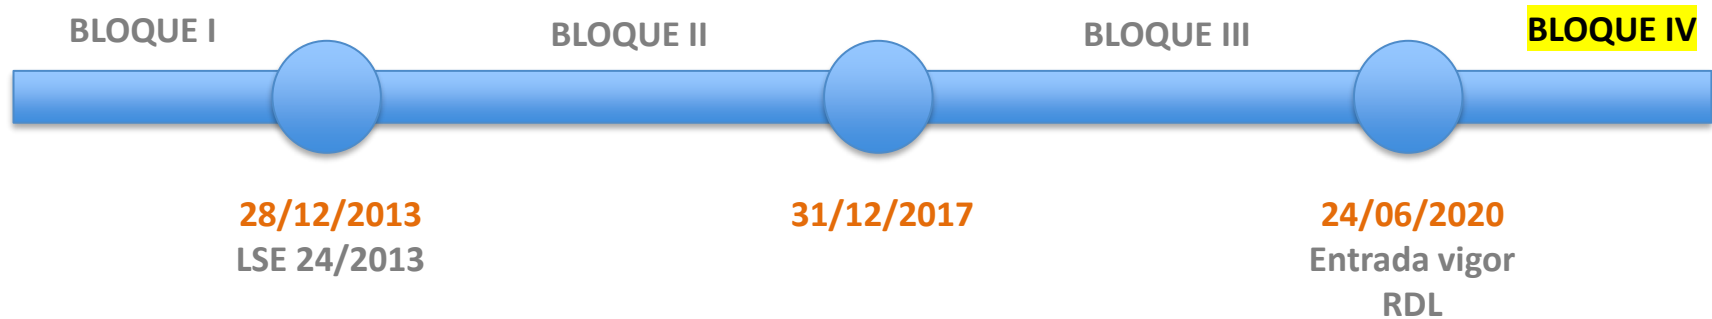 BLOQUE I
BLOQUE II
BLOQUE III
BLOQUE IV
28/12/2013
LSE 24/2013
31/12/2017
24/06/2020
Entrada vigor
RDL